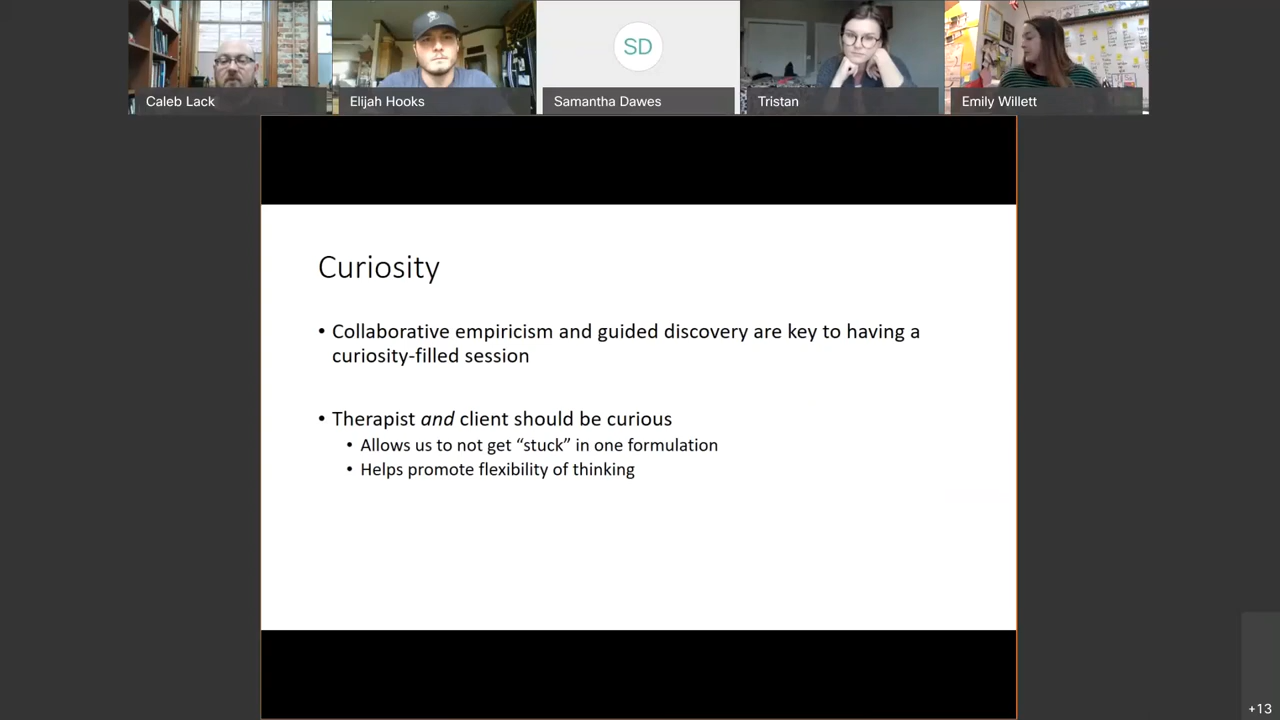 SD
Caleb Lack
Elijah Hooks
Samantha Dawes
Tristan
Emily Willett
Curiosity
• Collaborative empiricism and guided discovery are key to having a
curiosity-filled session
• Therapist and client should be curious
• Allows us to not get “stuck” in one formulation
• Helps promote flexibility of thinking
+13